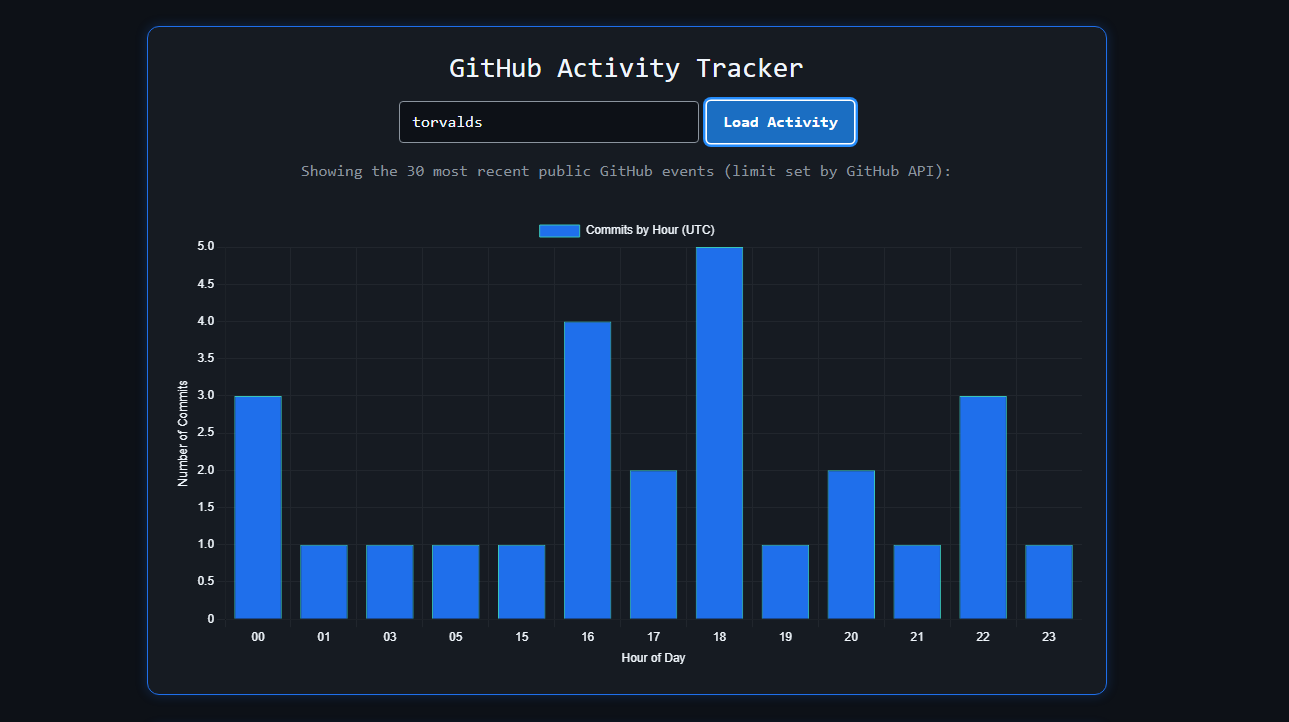 GitHub Activity Tracker
torvalds
Load Activity
Showing the 30 most recent public GitHub events (limit set by GitHub API):
Commits by Hour (UTC)
5.0
4.5
4.0
3.5
3.0
2.5
2.0
1.5
1.0
0.5
0
Number of Commits
00 01 03 05 15 16 17 18 19 20 21 22 23
Hour of Day